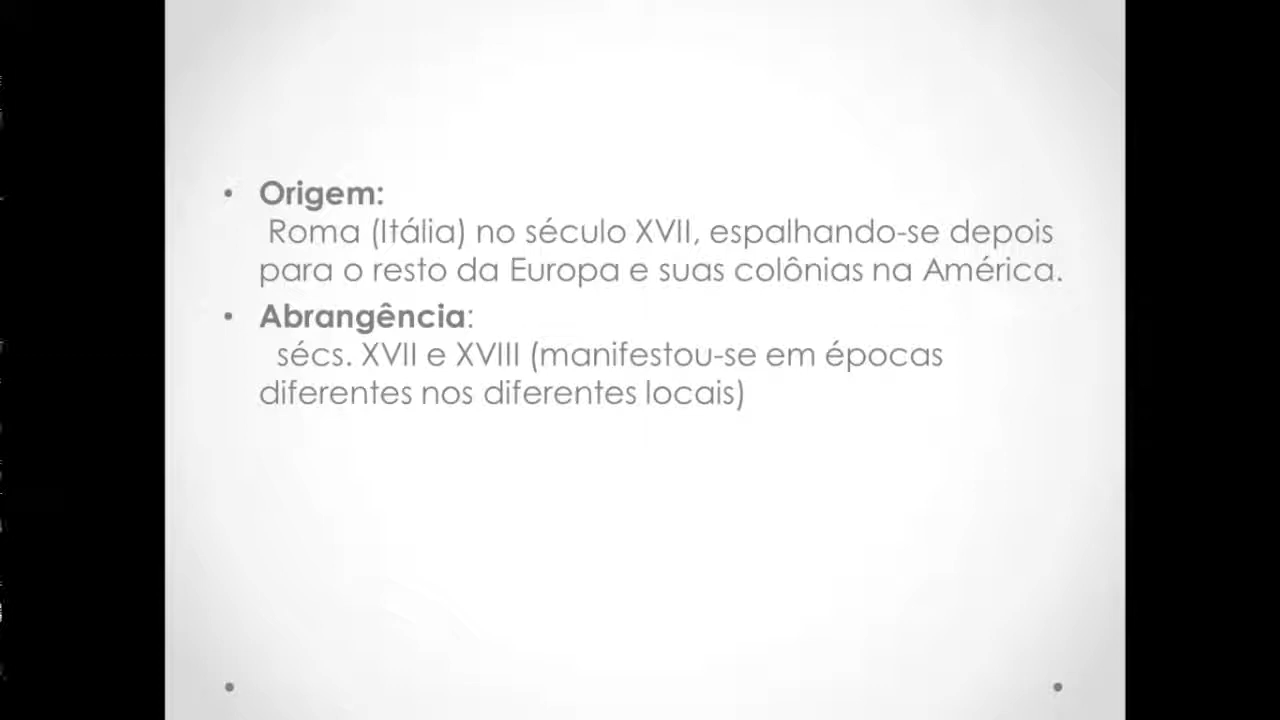 • Origem:
Roma (Itália) no século XVII, espalhando-se depois
para o resto da Europa e suas colônias na América.
• Abrangência:
sécs. XVII e XVIII (manifestou-se em épocas
diferentes nos diferentes locais)